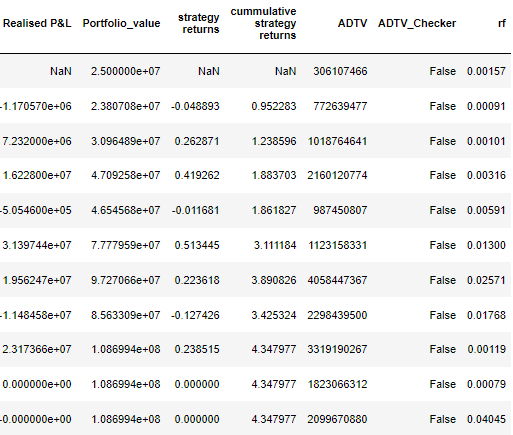 Realised P&L Portfolio_value strategy returns cummulative strategy returns ADTV ADTV_Checker rf
NaN 2.500000e+07 NaN NaN 306107466 False 0.00157
-1.170570e+06 2.380708e+07 -0.048893 0.952283 772639477 False 0.00091
7.232000e+06 3.096489e+07 0.262871 1.238596 1018764641 False 0.00101
1.622800e+07 4.709258e+07 0.419262 1.883703 2160120774 False 0.00316
-5.054600e+05 4.654568e+07 -0.011681 1.861827 987450807 False 0.00591
3.139744e+07 7.777959e+07 0.513445 3.111184 1123158331 False 0.01300
1.956247e+07 9.727066e+07 0.223618 3.890826 4058447367 False 0.02571
-1.148458e+07 8.563309e+07 -0.127426 3.425324 2298439500 False 0.01768
2.317366e+07 1.086994e+08 0.238515 4.347977 3319190267 False 0.00119
0.000000e+00 1.086994e+08 0.000000 4.347977 1823066312 False 0.00079
-0.000000e+00 1.086994e+08 0.000000 4.347977 2099670880 False 0.04045